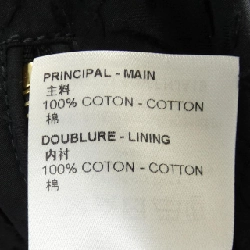 PRINCIPAL - MAIN
主料
100% COTON - COTTON
棉
DOUBLURE - LINING
内衬
100% COTON - COTTON
棉